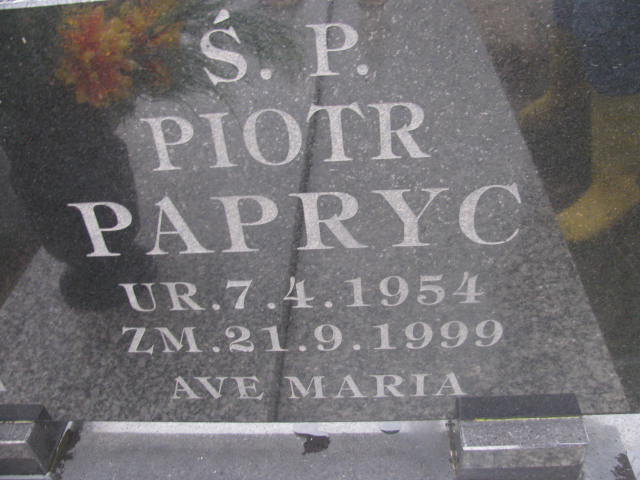 Ś. P.
PIOTR
PAPRYC
UR.7.4.1954
ZM.21.9.1999
AVE MARIA